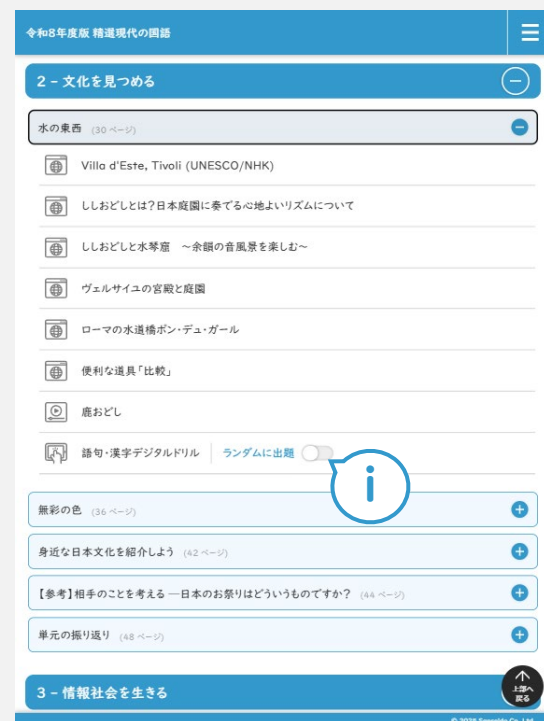 令和8年度版 精選現代の国語
2 – 文化を見つめる
水の東西 (30 ページ)
Villa d'Este, Tivoli (UNESCO/NHK)
ししおどしとは?日本庭園に奏でる心地よいリズムについて
ししおどしと水琴窟 ～余韻の音風景を楽しむ～
ヴェルサイユの宮殿と庭園
ローマの水道橋ポン・デュ・ガール
便利な道具「比較」
鹿おどし
語句・漢字デジタルドリル ランダムに出題
i
無彩の色 (36 ページ)
身近な日本文化を紹介しよう (42 ページ)
【参考】相手のことを考える ―日本のお祭りはどういうものですか? (44 ページ)
単元の振り返り (48 ページ)
上部へ
戻る
3 – 情報社会を生きる